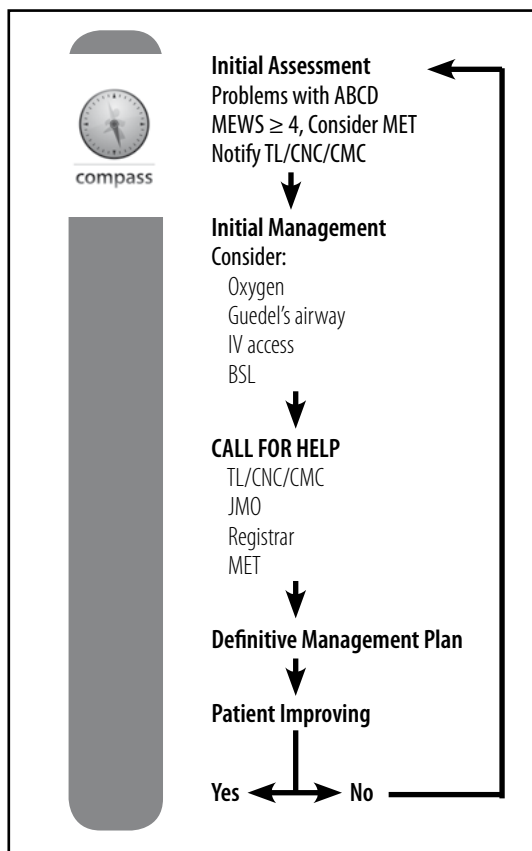 compass
Initial Assessment
Problems with ABCD
MEWS ≥ 4, Consider MET
Notify TL/CNC/CMC
Initial Management
Consider:
Oxygen
Guedel's airway
IV access
BSL
CALL FOR HELP
TL/CNC/CMC
JMO
Registrar
MET
Definitive Management Plan
Patient Improving
Yes No